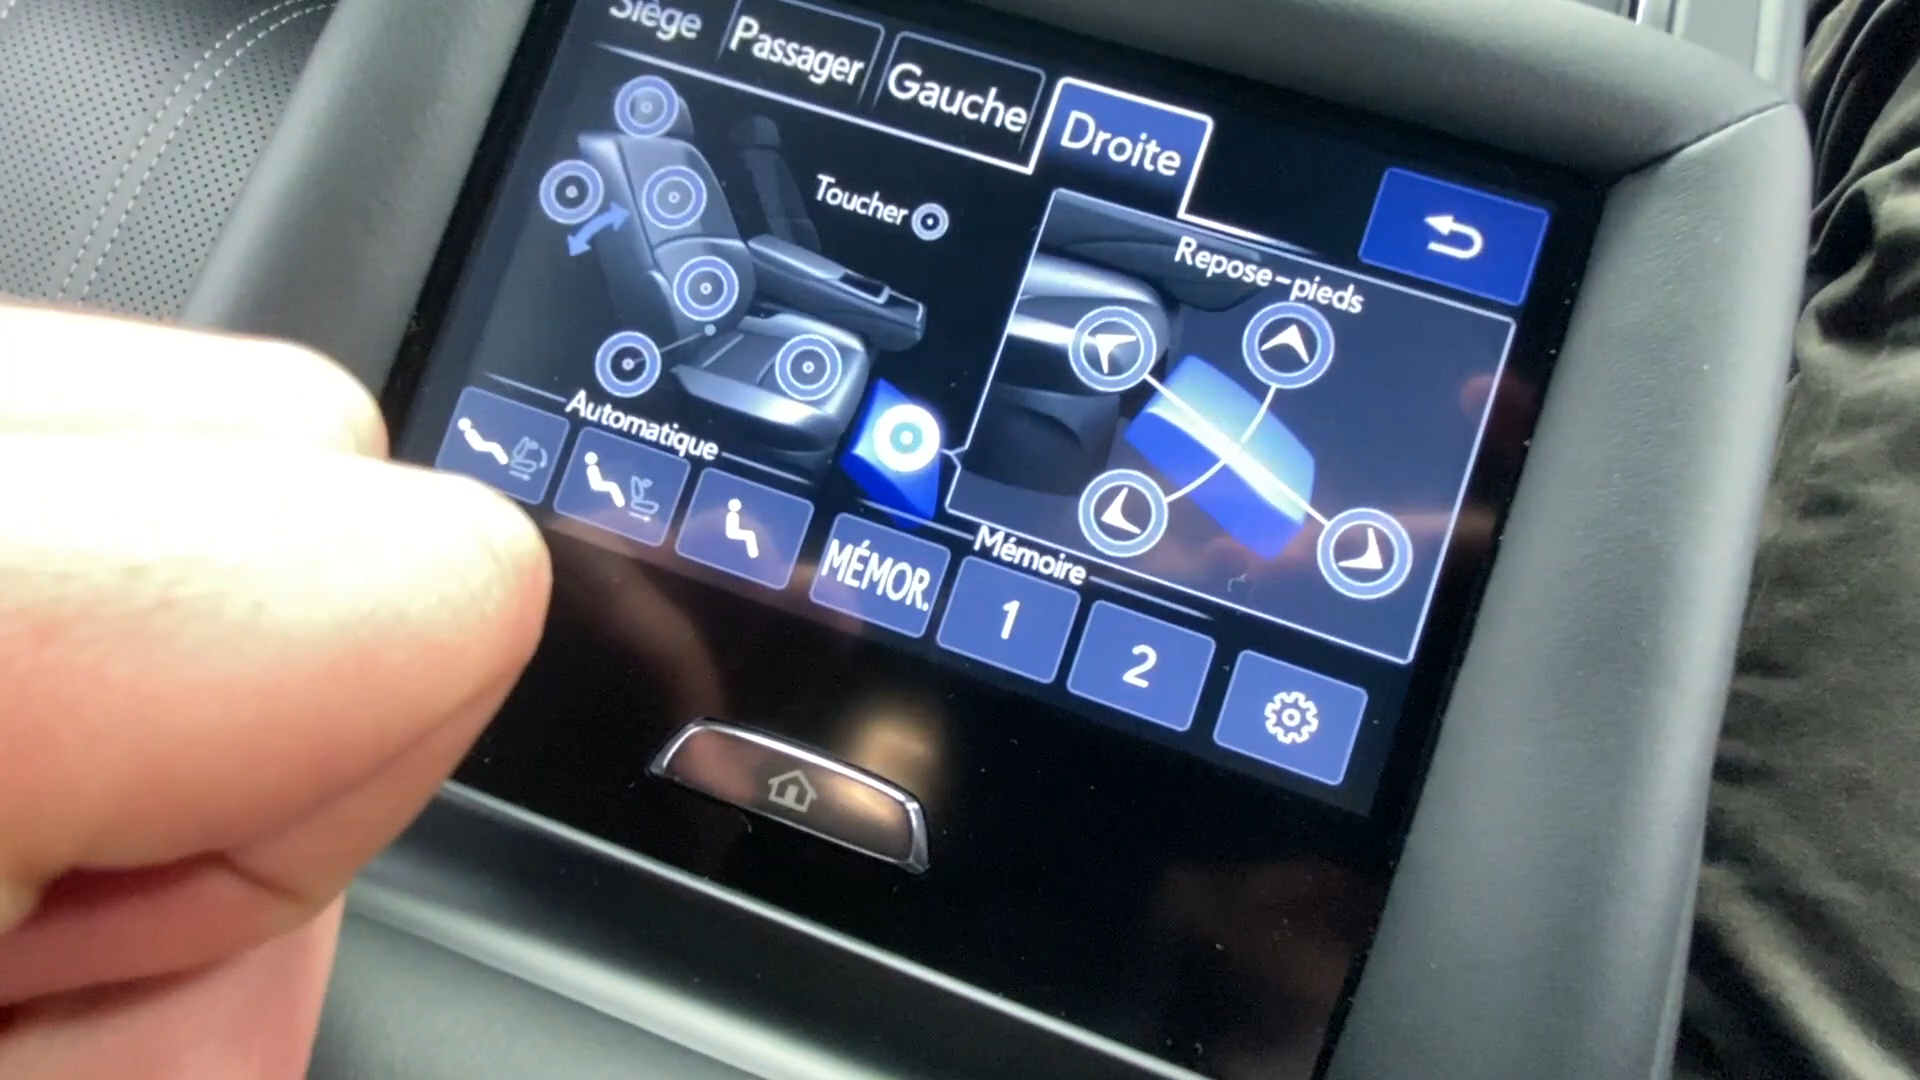 Siège
Passager
Gauche
Droite
Toucher
Repose-pieds
Automatique
Mémoire
MÉMOR.
1
2